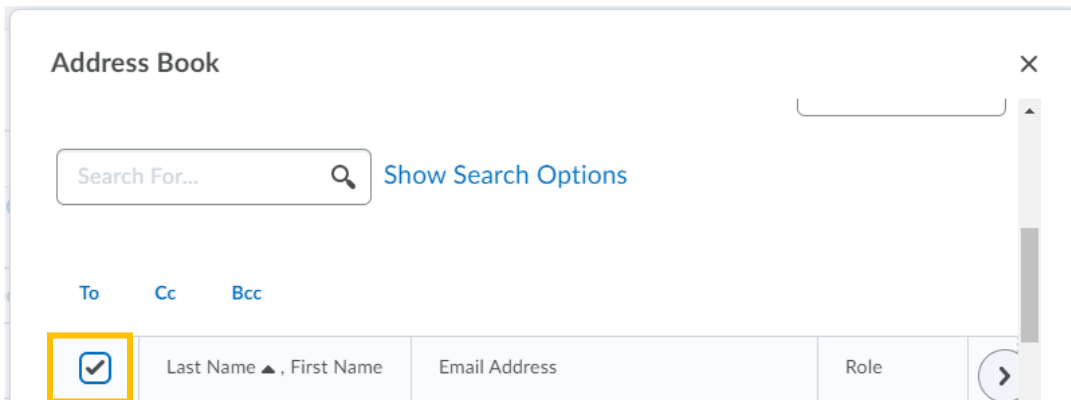 Address Book
Search For... Show Search Options
To Cc Bcc
Last Name ▲ , First Name Email Address Role